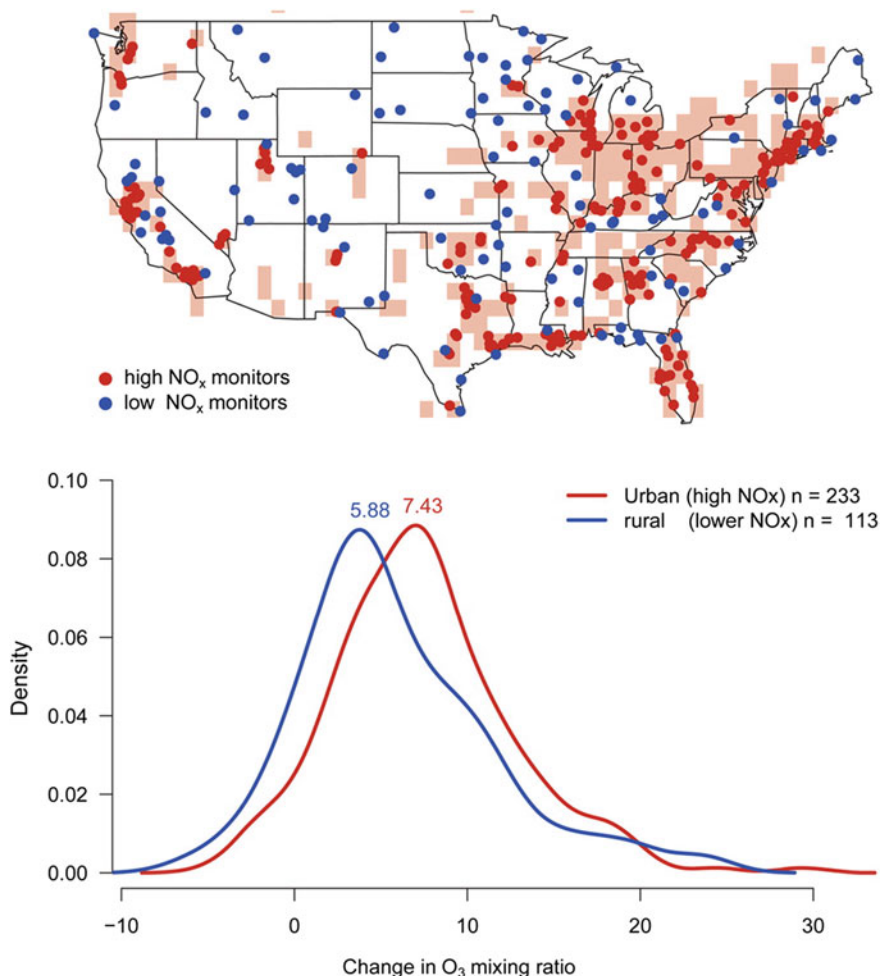 high NOx monitors
low NOx monitors
0.10
0.08
0.06
0.04
0.02
0.00
Density
5.88 7.43
Urban (high NOx) n = 233
rural (lower NOx) n = 113
−10 0 10 20 30
Change in O3 mixing ratio